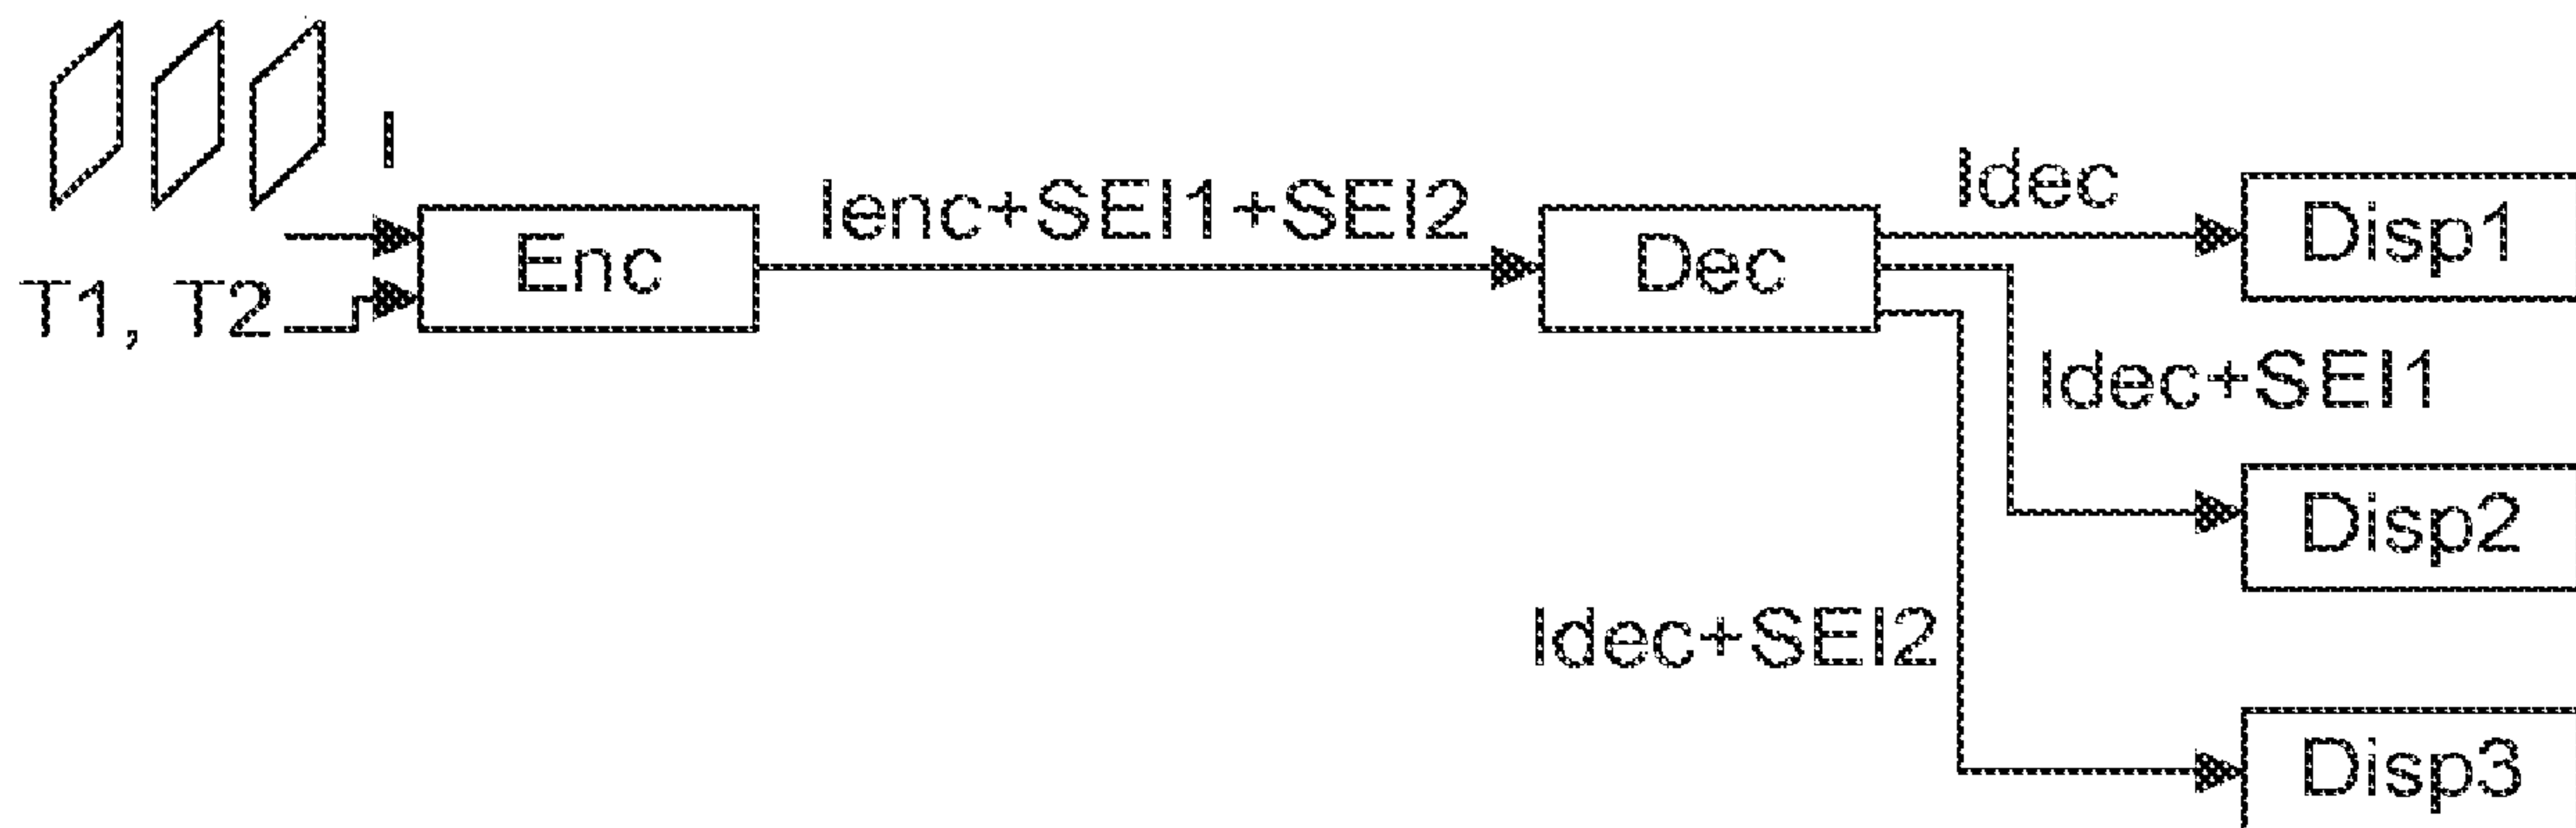 I
T1, T2
Enc
Ienc+SEI1+SEI2
Dec
Idec
Disp1
Idec+SEI1
Disp2
Idec+SEI2
Disp3